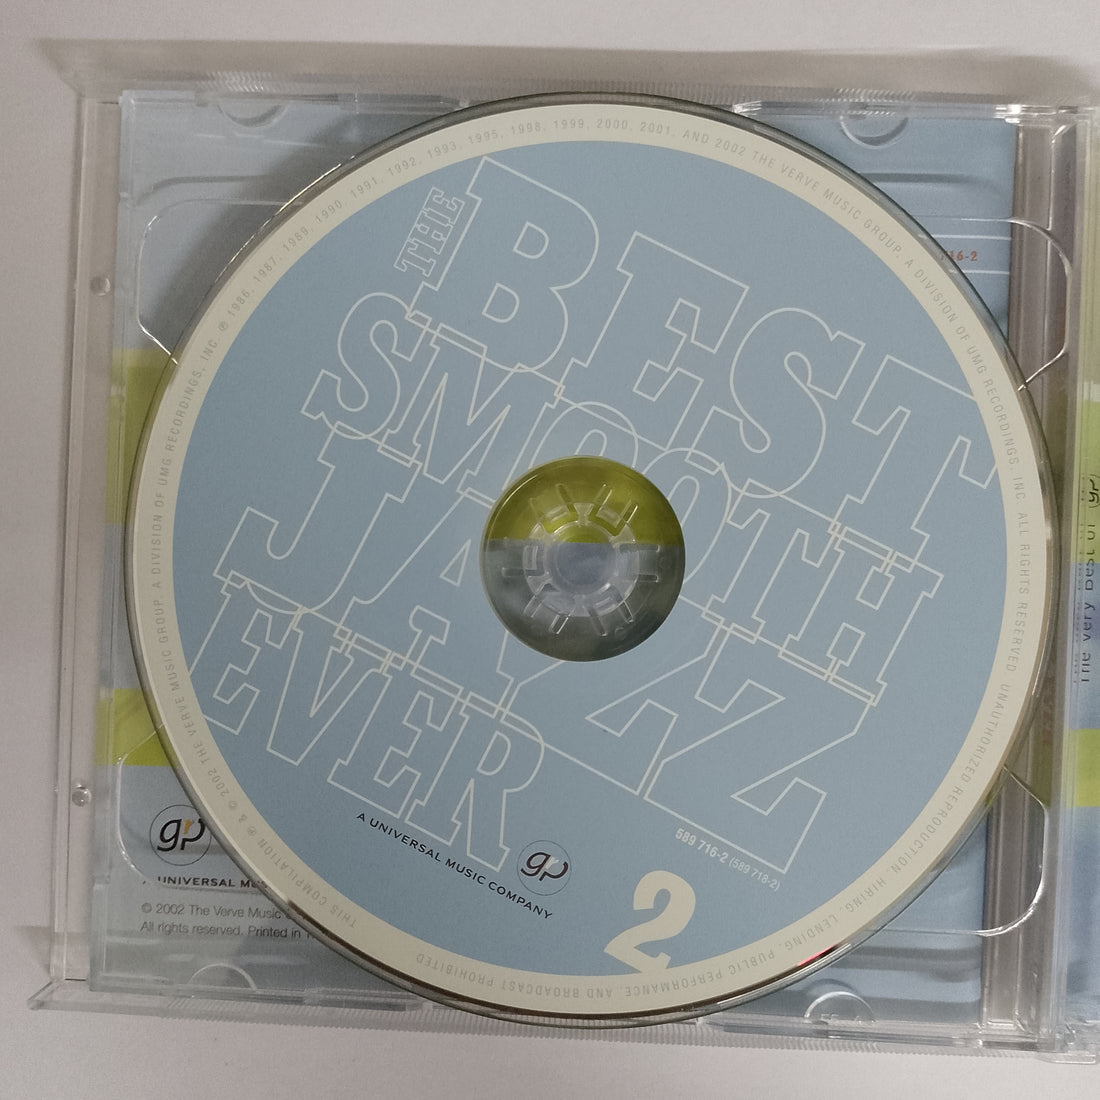 THE
BEST
SMOOTH
JAZZ
EVER
589 716-2 (589 718-2)
A UNIVERSAL MUSIC COMPANY
grp
2
THIS COMPILATION ℗ & © 2002 THE VERVE MUSIC GROUP, A DIVISION OF UMG RECORDINGS, INC. ℗ 1986, 1987, 1989, 1990, 1991, 1992, 1993, 1995, 1998, 1999, 2000, 2001, AND 2002 THE VERVE MUSIC GROUP, A DIVISION OF UMG RECORDINGS, INC. ALL RIGHTS RESERVED. UNAUTHORIZED REPRODUCTION, HIRING, LENDING, PUBLIC PERFORMANCE, AND BROADCAST PROHIBITED
716-2
grp
UNIVERSAL MUS
© 2002 The Verve Music
All rights reserved. Printed in
The Very Best Of